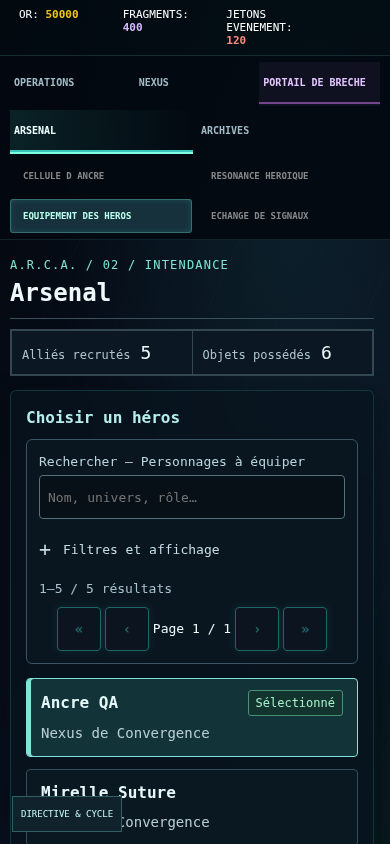 OR: 50000 FRAGMENTS: JETONS
400 EVENEMENT:
120
OPERATIONS NEXUS PORTAIL DE BRECHE
ARSENAL ARCHIVES
CELLULE D ANCRE RESONANCE HEROIQUE
EQUIPEMENT DES HEROS ECHANGE DE SIGNAUX
A.R.C.A. / 02 / INTENDANCE
Arsenal
Alliés recrutés 5 Objets possédés 6
Choisir un héros
Rechercher — Personnages à équiper
Nom, univers, rôle…
+ Filtres et affichage
1–5 / 5 résultats
« ‹ Page 1 / 1 › »
Ancre QA Sélectionné
Nexus de Convergence
Mirelle Suture
Convergence
DIRECTIVE & CYCLE